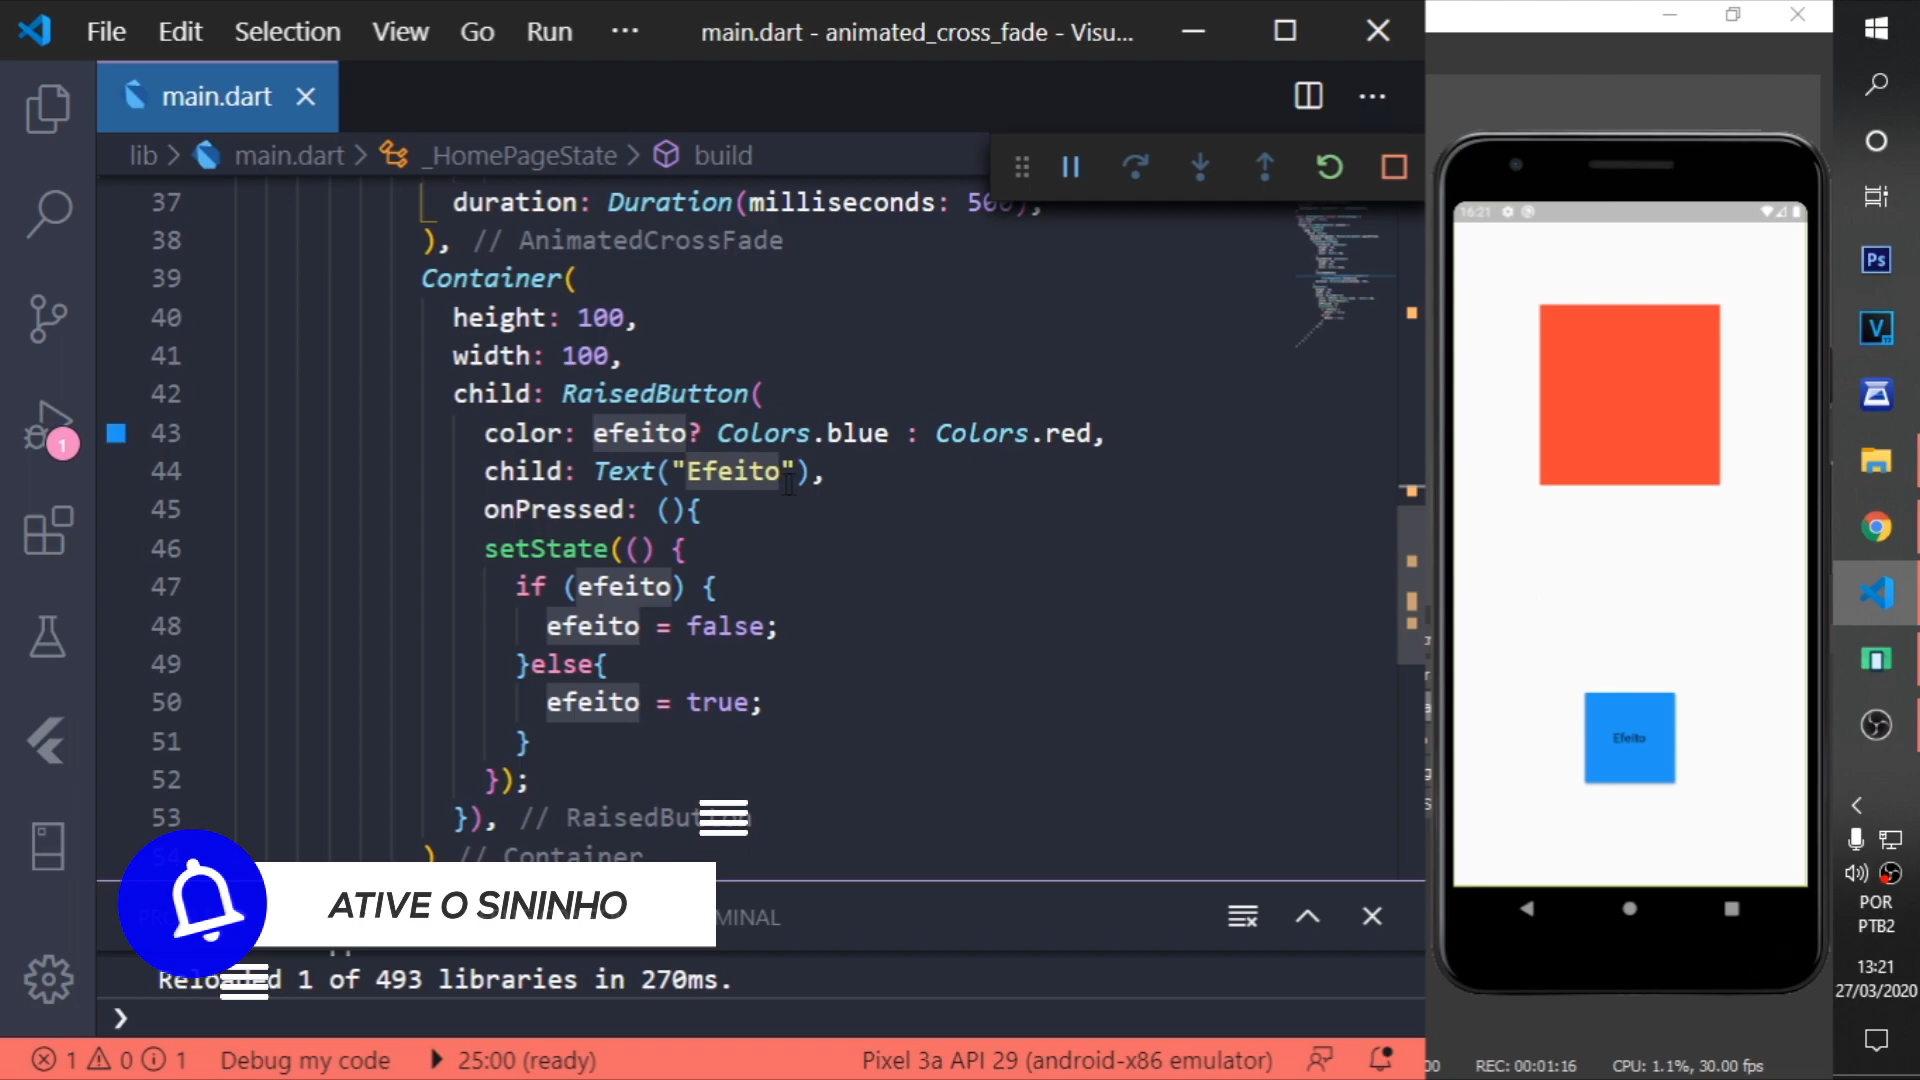 File Edit Selection View Go Run ··· main.dart - animated_cross_fade - Visu...
main.dart
lib > main.dart > _HomePageState > build
37 duration: Duration(milliseconds: 500),
38 ), // AnimatedCrossFade
39 Container(
40 height: 100,
41 width: 100,
42 child: RaisedButton(
43 color: efeito? Colors.blue : Colors.red,
44 child: Text("Efeito"),
45 onPressed: (){
46 setState(() {
47 if (efeito) {
48 efeito = false;
49 }else{
50 efeito = true;
51 }
52 });
53 }), // RaisedButton
54 ) // Container
ATIVE O SININHO
MINAL
Reloaded 1 of 493 libraries in 270ms.
1
1 0 1 Debug my code 25:00 (ready) Pixel 3a API 29 (android-x86 emulator)
16:21
Efeito
REC: 00:01:16 CPU: 1.1%, 30.00 fps
Ps
V
POR
PTB2
13:21
27/03/2020